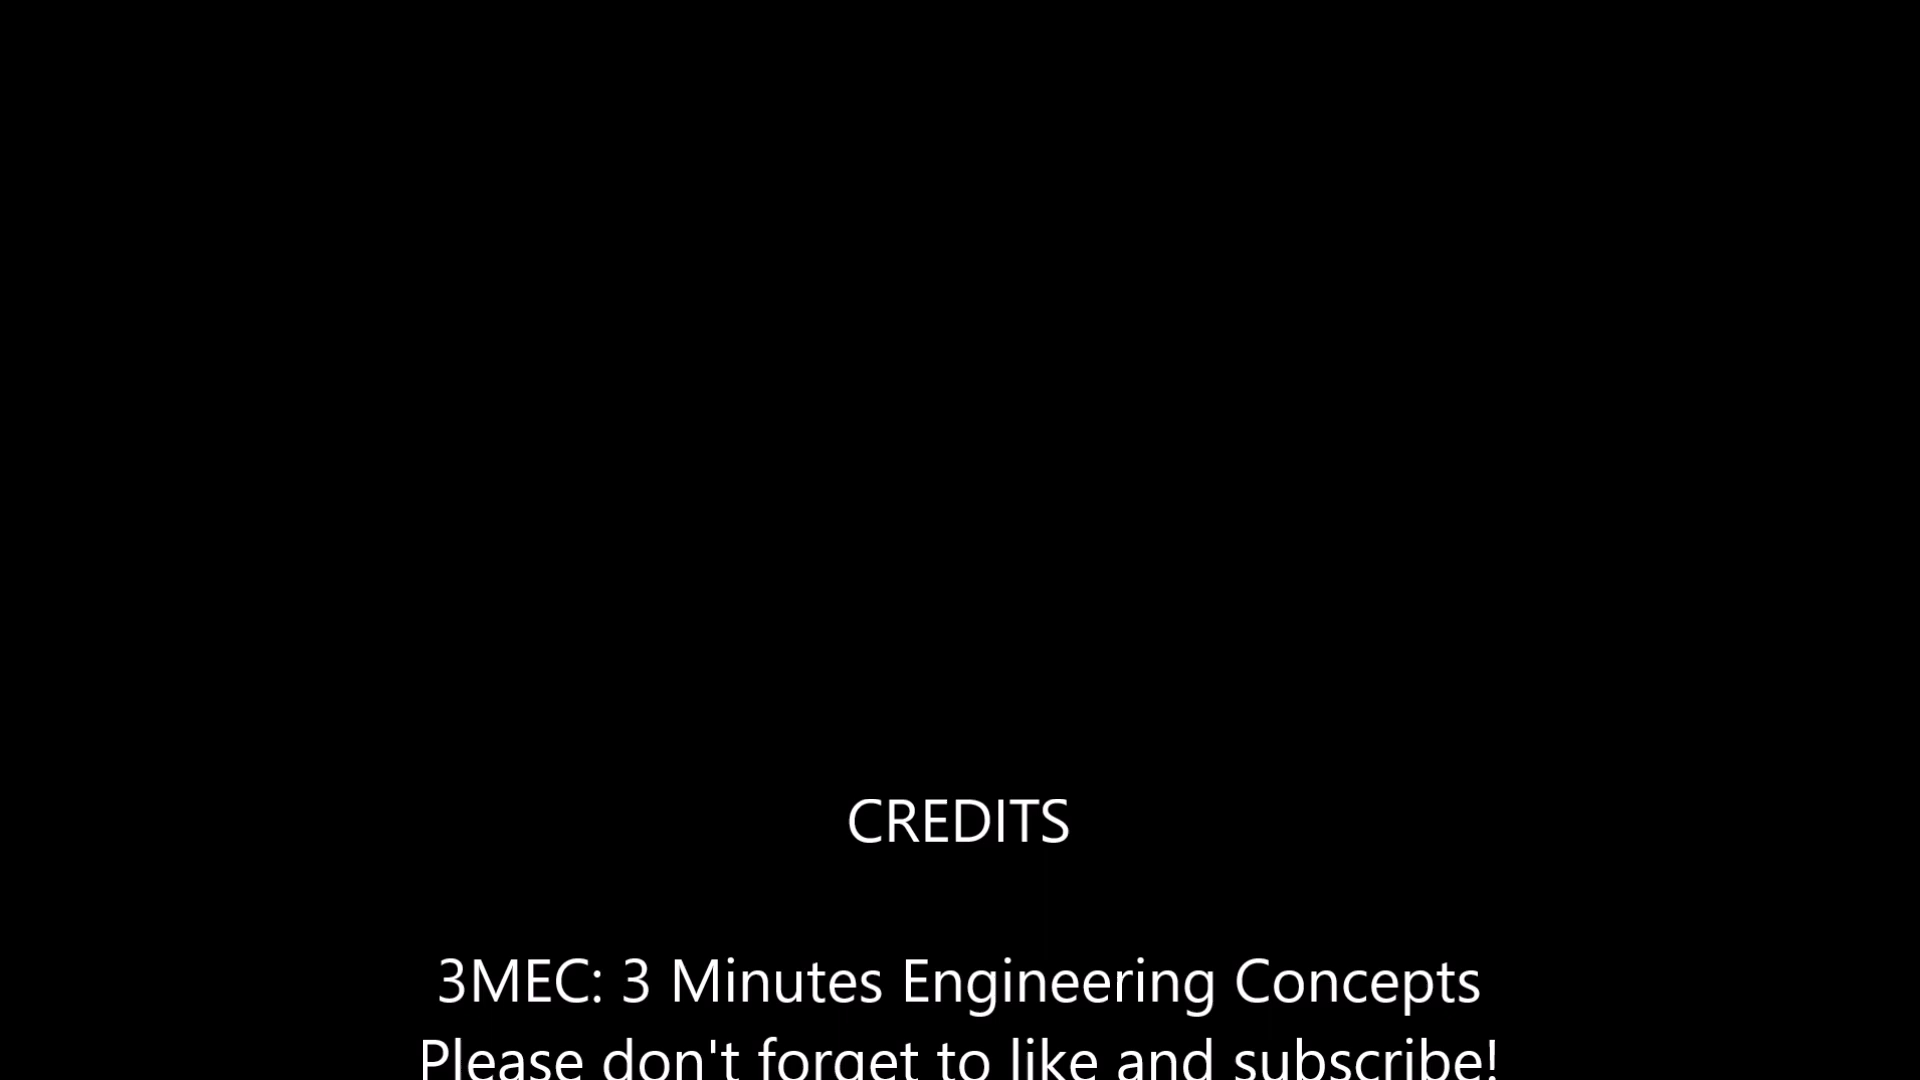 CREDITS
3MEC: 3 Minutes Engineering Concepts
Please don't forget to like and subscribe!